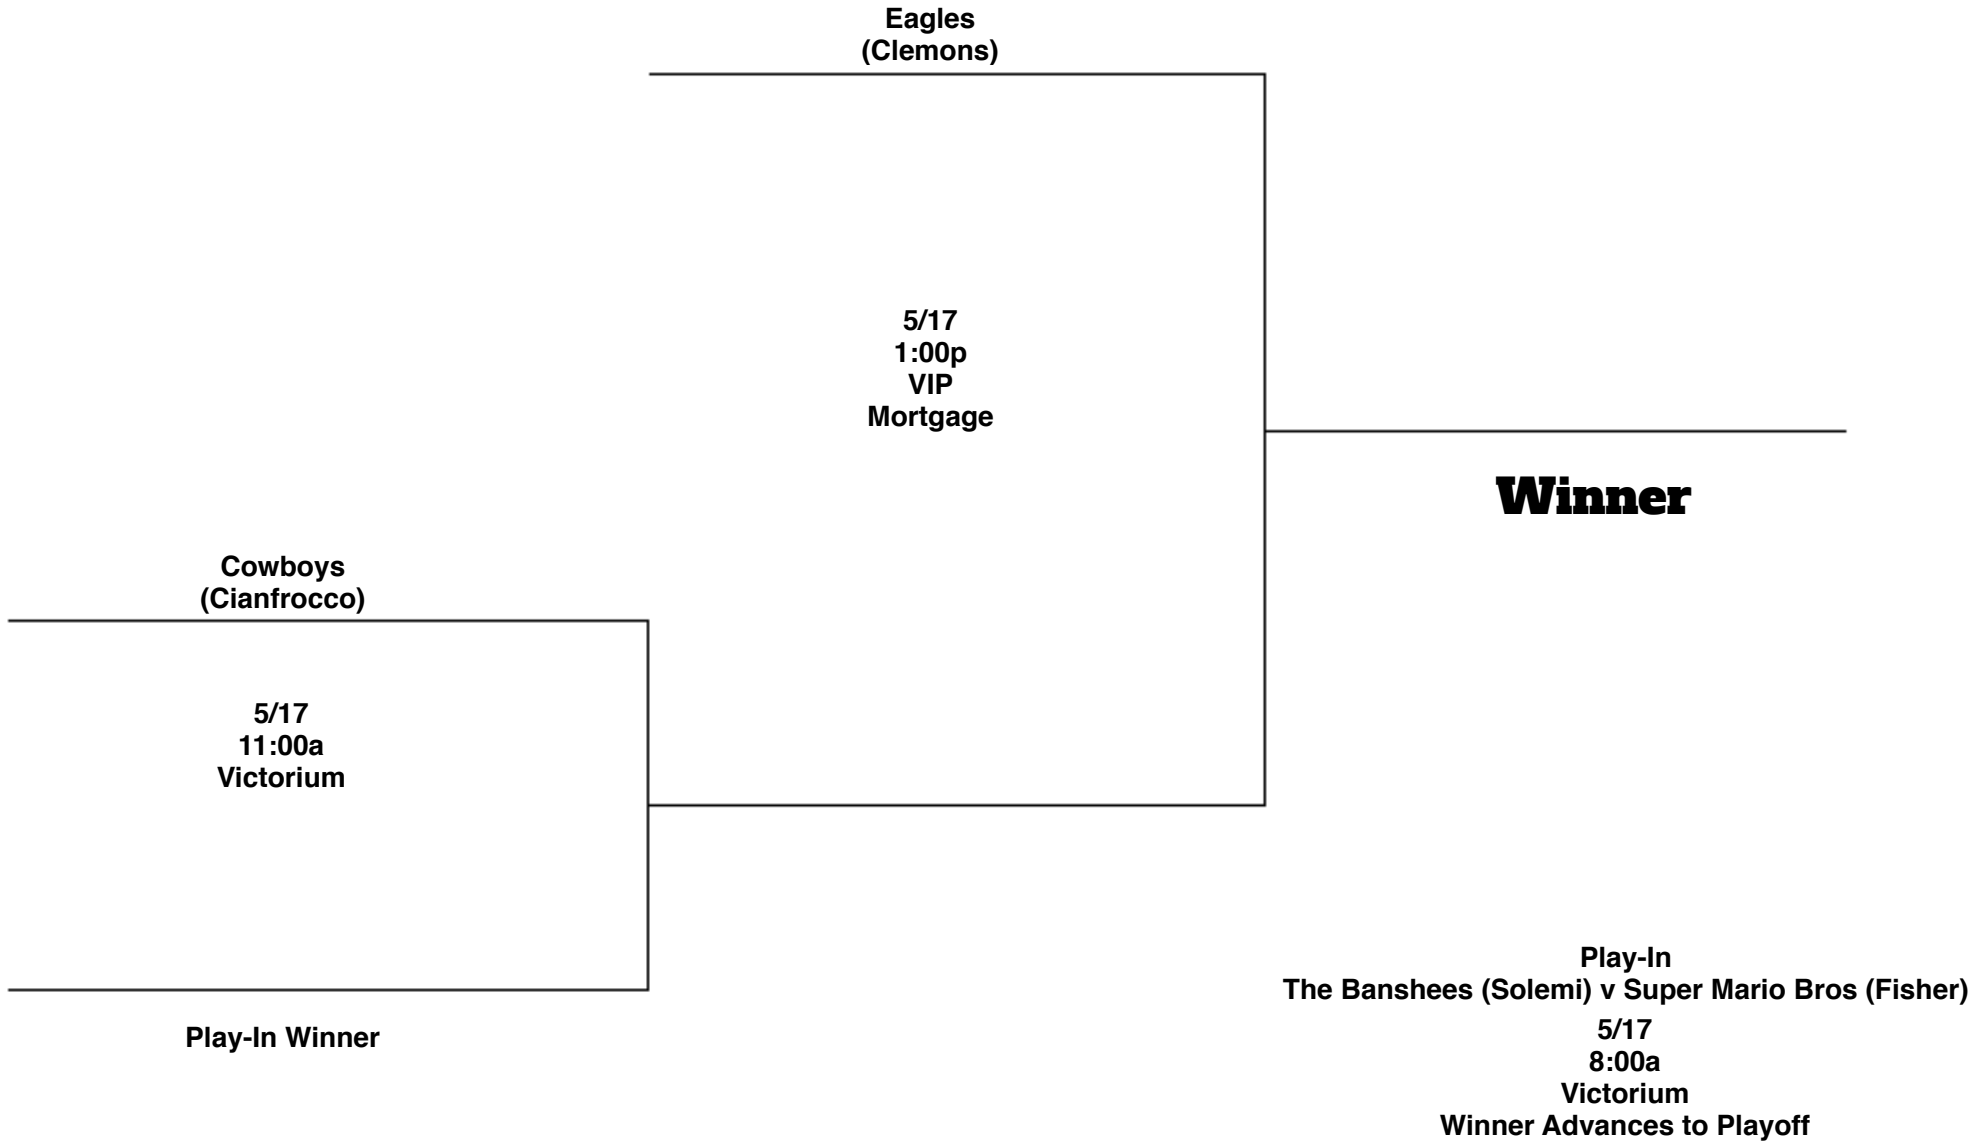 Eagles
(Clemons)
5/17
1:00p
VIP
Mortgage
Winner
Cowboys
(Cianfrocco)
5/17
11:00a
Victorium
Play-In Winner
Play-In
The Banshees (Solemi) v Super Mario Bros (Fisher)
5/17
8:00a
Victorium
Winner Advances to Playoff